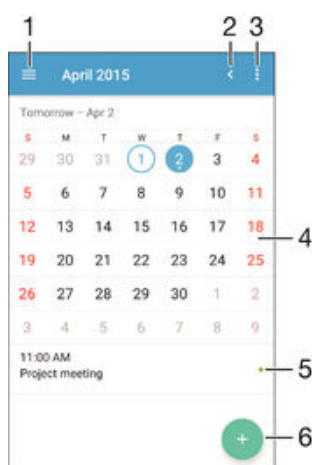 1 2 3
April 2015
Tomorrow – Apr 2
S M T W T F S
29 30 31 1 2 3 4
5 6 7 8 9 10 11
12 13 14 15 16 17 18
4
19 20 21 22 23 24 25
26 27 28 29 30 1 2
3 4 5 6 7 8 9
11:00 AM
5
Project meeting
6